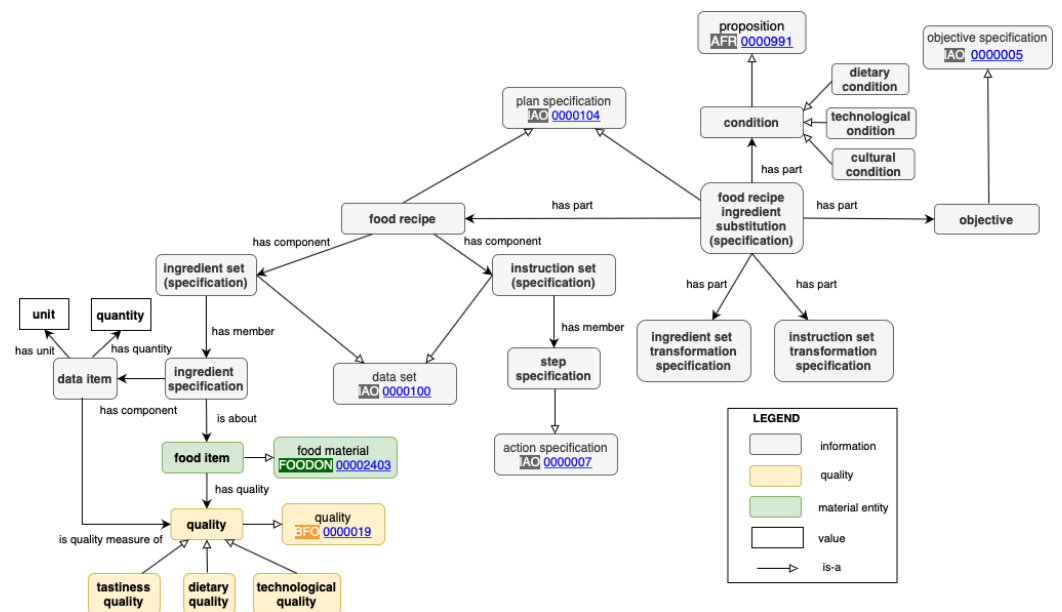 proposition
AFR 0000991
objective specification
IAO 0000005
dietary
condition
plan specification
IAO 0000104
condition
technological
ondition
cultural
condition
has part
food recipe
has part
food recipe
ingredient
substitution
(specification)
has part
objective
has component
has component
ingredient set
(specification)
instruction set
(specification)
has part
has part
unit
quantity
has member
has member
ingredient set
transformation
specification
instruction set
transformation
specification
has unit
has quantity
data item
ingredient
specification
data set
IAO 0000100
step
specification
has component
is about
LEGEND
food item
food material
FOODON 00002403
action specification
IAO 0000007
information
has quality
quality
quality
quality
BFO 0000019
material entity
is quality measure of
value
tastiness
quality
dietary
quality
technological
quality
is-a